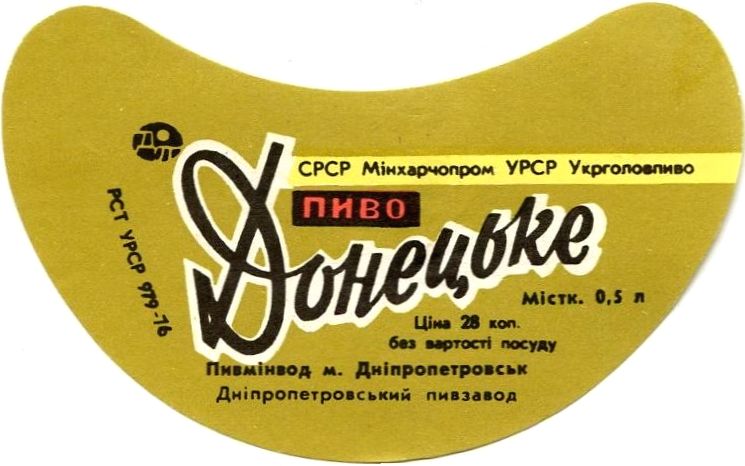 СРСР Мінхарчопром УРСР Укрголовпиво
ПИВО
Донецьке
РСТ УРСР 979-76
Містк. 0,5 л
Ціна 28 коп.
без вартості посуду
Пивмінвод м. Дніпропетровськ
Дніпропетровський пивзавод